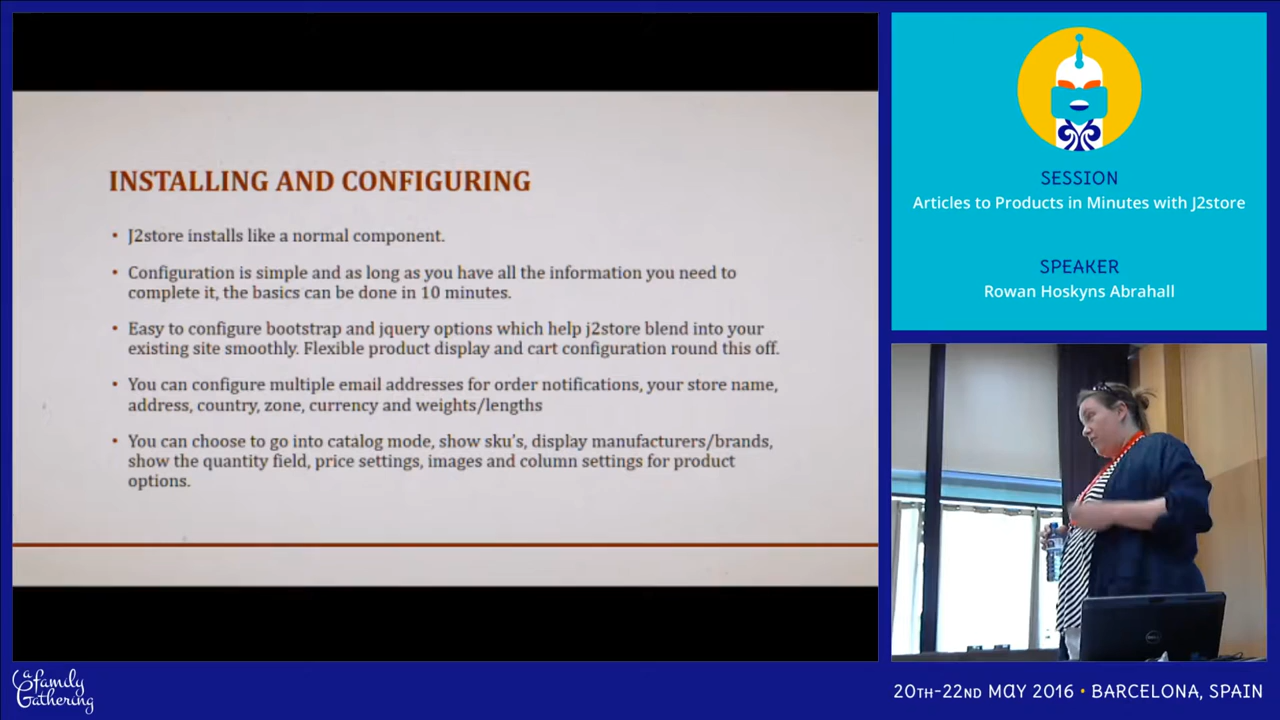 INSTALLING AND CONFIGURING
• J2store installs like a normal component.
• Configuration is simple and as long as you have all the information you need to
complete it, the basics can be done in 10 minutes.
• Easy to configure bootstrap and jquery options which help j2store blend into your
existing site smoothly. Flexible product display and cart configuration round this off.
• You can configure multiple email addresses for order notifications, your store name,
address, country, zone, currency and weights/lengths
• You can choose to go into catalog mode, show sku's, display manufacturers/brands,
show the quantity field, price settings, images and column settings for product
options.
SESSION
Articles to Products in Minutes with J2store
SPEAKER
Rowan Hoskyns Abrahall
DELL
a Family
Gathering
20TH-22ND MAY 2016 • BARCELONA, SPAIN